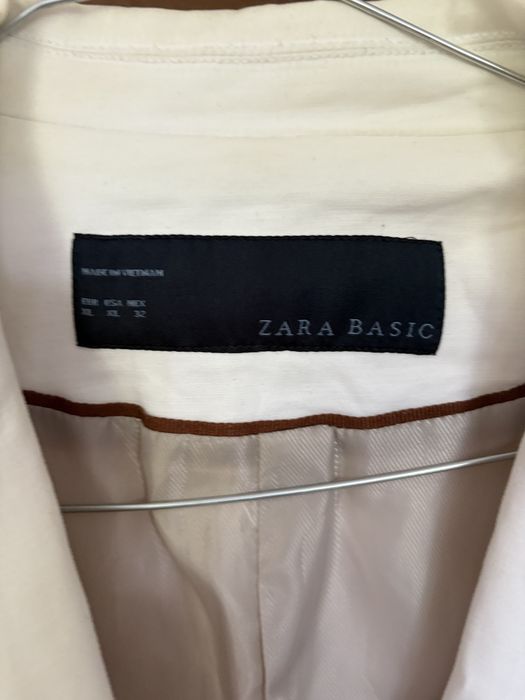 MADE IN VIETNAM
EUR USA MEX
XL XL 32
ZARA BASIC